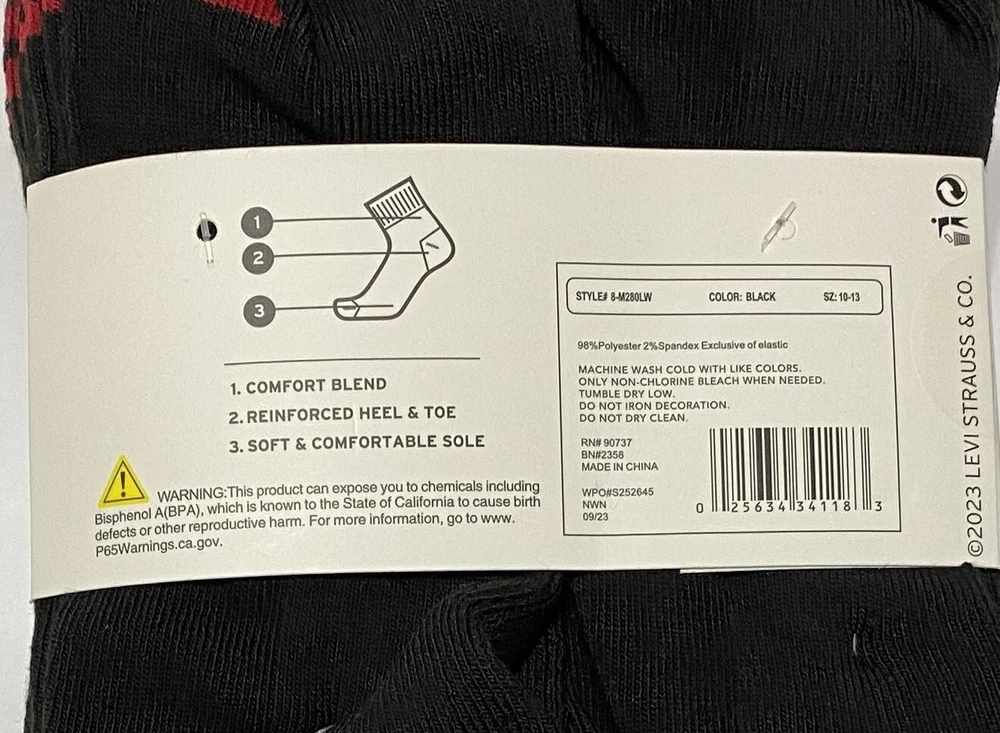 1
2
3
1. COMFORT BLEND
2. REINFORCED HEEL & TOE
3. SOFT & COMFORTABLE SOLE
WARNING:This product can expose you to chemicals including
Bisphenol A(BPA), which is known to the State of California to cause birth
defects or other reproductive harm. For more information, go to www.
P65Warnings.ca.gov.
STYLE# 8-M280LW COLOR: BLACK SZ: 10-13
98%Polyester 2%Spandex Exclusive of elastic
MACHINE WASH COLD WITH LIKE COLORS.
ONLY NON-CHLORINE BLEACH WHEN NEEDED.
TUMBLE DRY LOW.
DO NOT IRON DECORATION.
DO NOT DRY CLEAN.
RN# 90737
BN#2358
MADE IN CHINA
WPO#S252645
NWN
09/23
0 25634 34118 3
©2023 LEVI STRAUSS & CO.